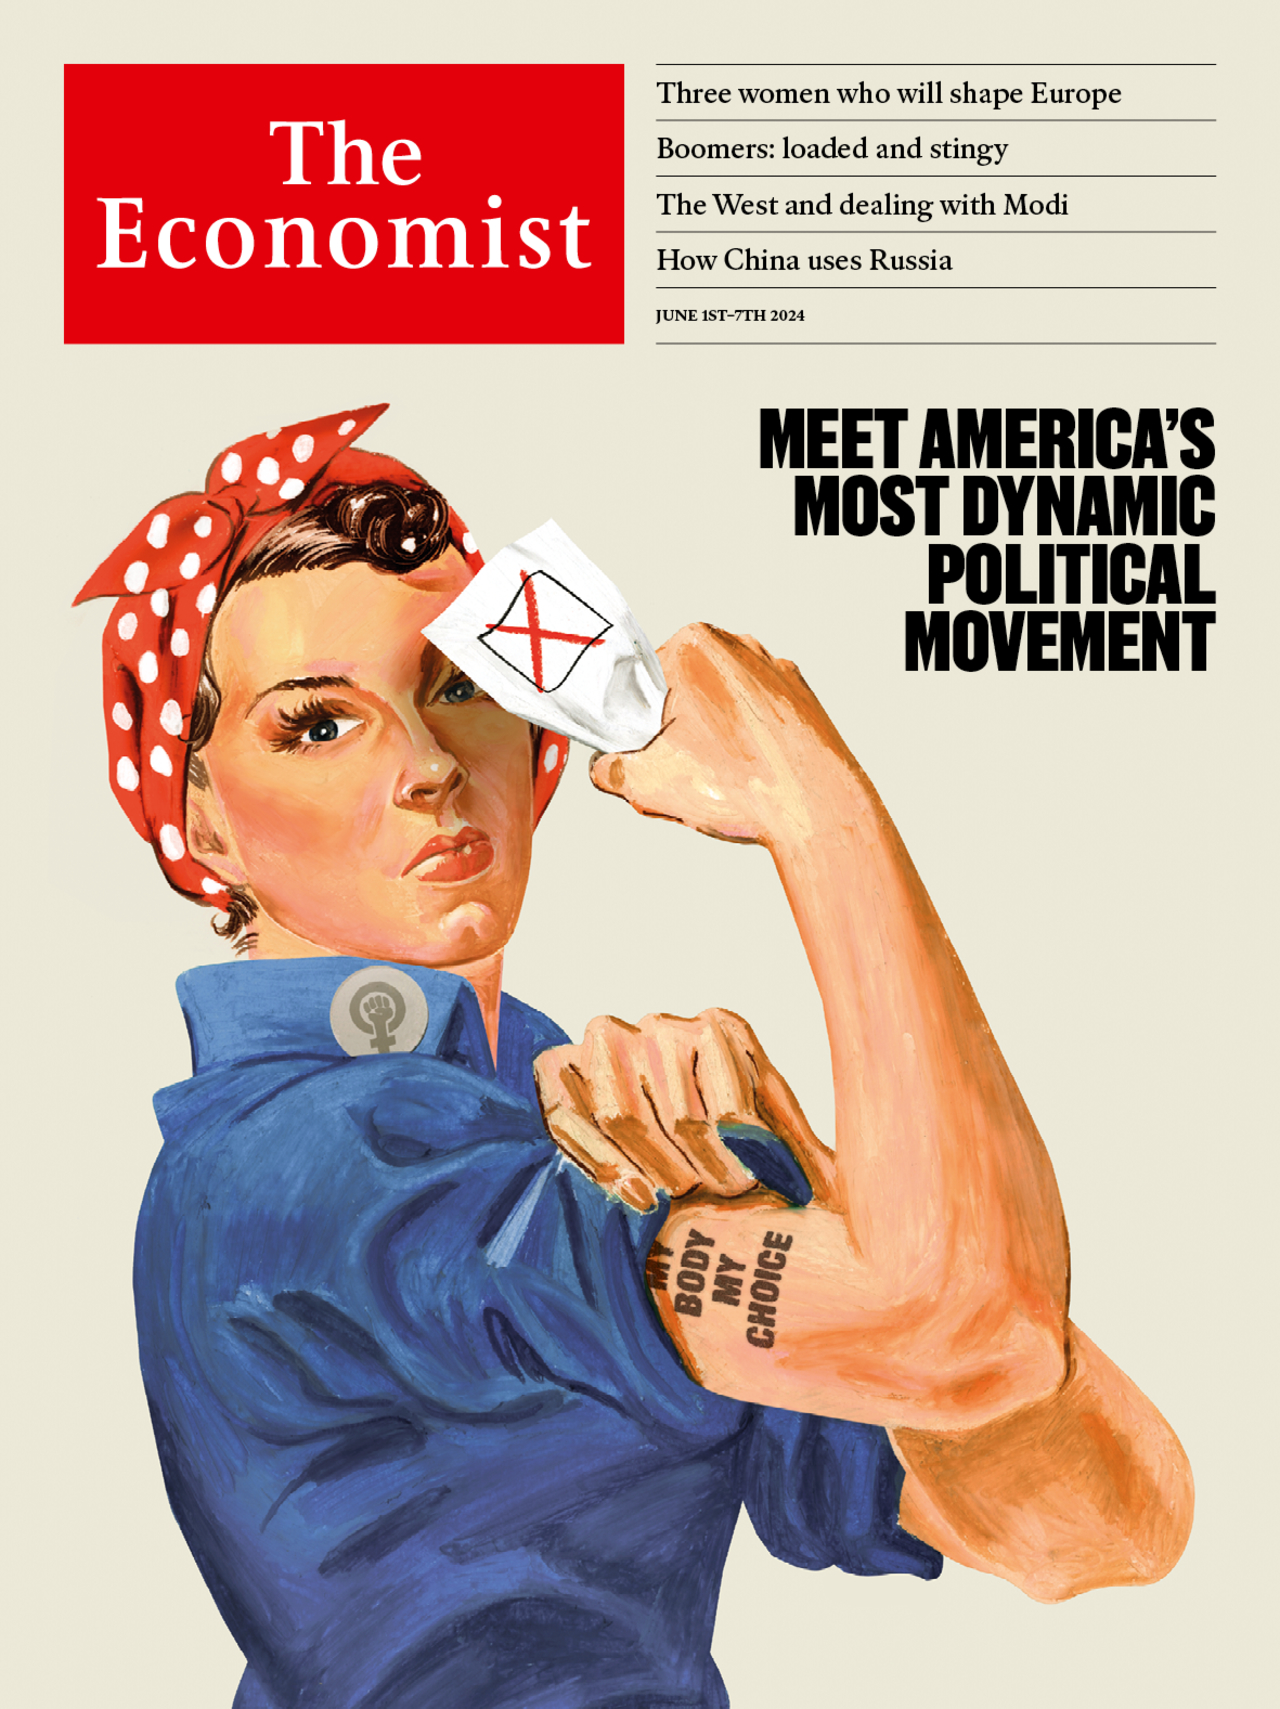 The
Economist
Three women who will shape Europe
Boomers: loaded and stingy
The West and dealing with Modi
How China uses Russia
JUNE 1ST–7TH 2024
MEET AMERICA’S
MOST DYNAMIC
POLITICAL
MOVEMENT
MY
BODY
MY
CHOICE